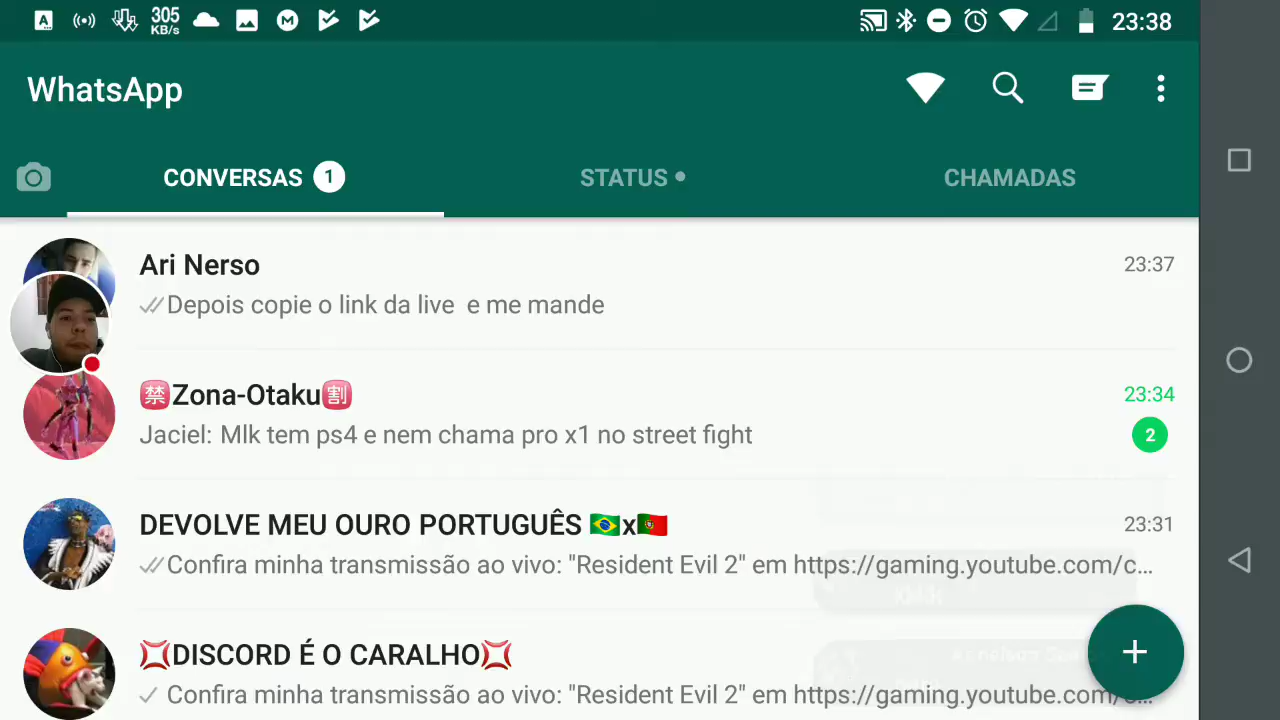 305
KB/s
23:38
WhatsApp
CONVERSAS 1
STATUS
CHAMADAS
Ari Nerso
23:37
Depois copie o link da live e me mande
🈲Zona-Otaku🈹
23:34
Jaciel: Mlk tem ps4 e nem chama pro x1 no street fight
2
DEVOLVE MEU OURO PORTUGUÊS 🇧🇷x🇵🇹
23:31
Confira minha transmissão ao vivo: "Resident Evil 2" em https://gaming.youtube.com/c...
💢DISCORD É O CARALHO💢
Confira minha transmissão ao vivo: "Resident Evil 2" em https://gaming.youtube.com/c...